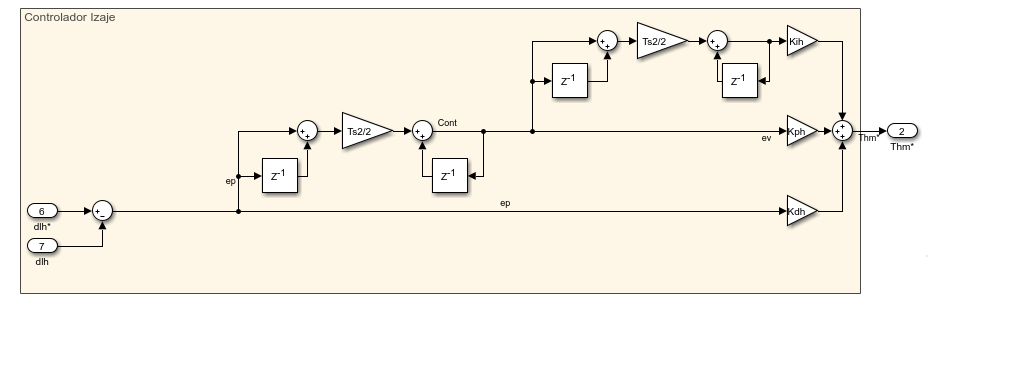 Controlador Izaje
Ts2/2
Kih
z-1
z-1
Cont
Ts2/2
Kph
2
ev
Thm*
Thm*
z-1
z-1
ep
ep
6
Kdh
dlh*
7
dlh